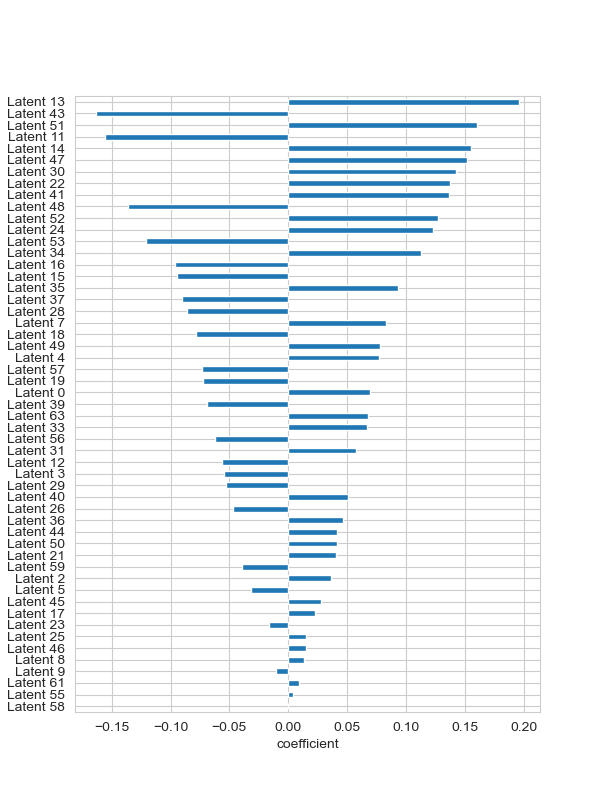 Latent 13
Latent 43
Latent 51
Latent 11
Latent 14
Latent 47
Latent 30
Latent 22
Latent 41
Latent 48
Latent 52
Latent 24
Latent 53
Latent 34
Latent 16
Latent 15
Latent 35
Latent 37
Latent 28
Latent 7
Latent 18
Latent 49
Latent 4
Latent 57
Latent 19
Latent 0
Latent 39
Latent 63
Latent 33
Latent 56
Latent 31
Latent 12
Latent 3
Latent 29
Latent 40
Latent 26
Latent 36
Latent 44
Latent 50
Latent 21
Latent 59
Latent 2
Latent 5
Latent 45
Latent 17
Latent 23
Latent 25
Latent 46
Latent 8
Latent 9
Latent 61
Latent 55
Latent 58
−0.15 −0.10 −0.05 0.00 0.05 0.10 0.15 0.20
coefficient